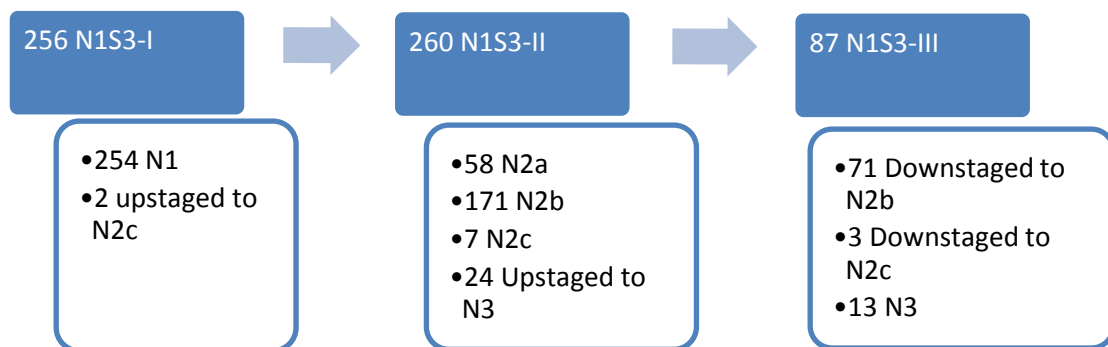 256 N1S3-I
•254 N1
•2 upstaged to
N2c
260 N1S3-II
•58 N2a
•171 N2b
•7 N2c
•24 Upstaged to
N3
87 N1S3-III
•71 Downstaged to
N2b
•3 Downstaged to
N2c
•13 N3